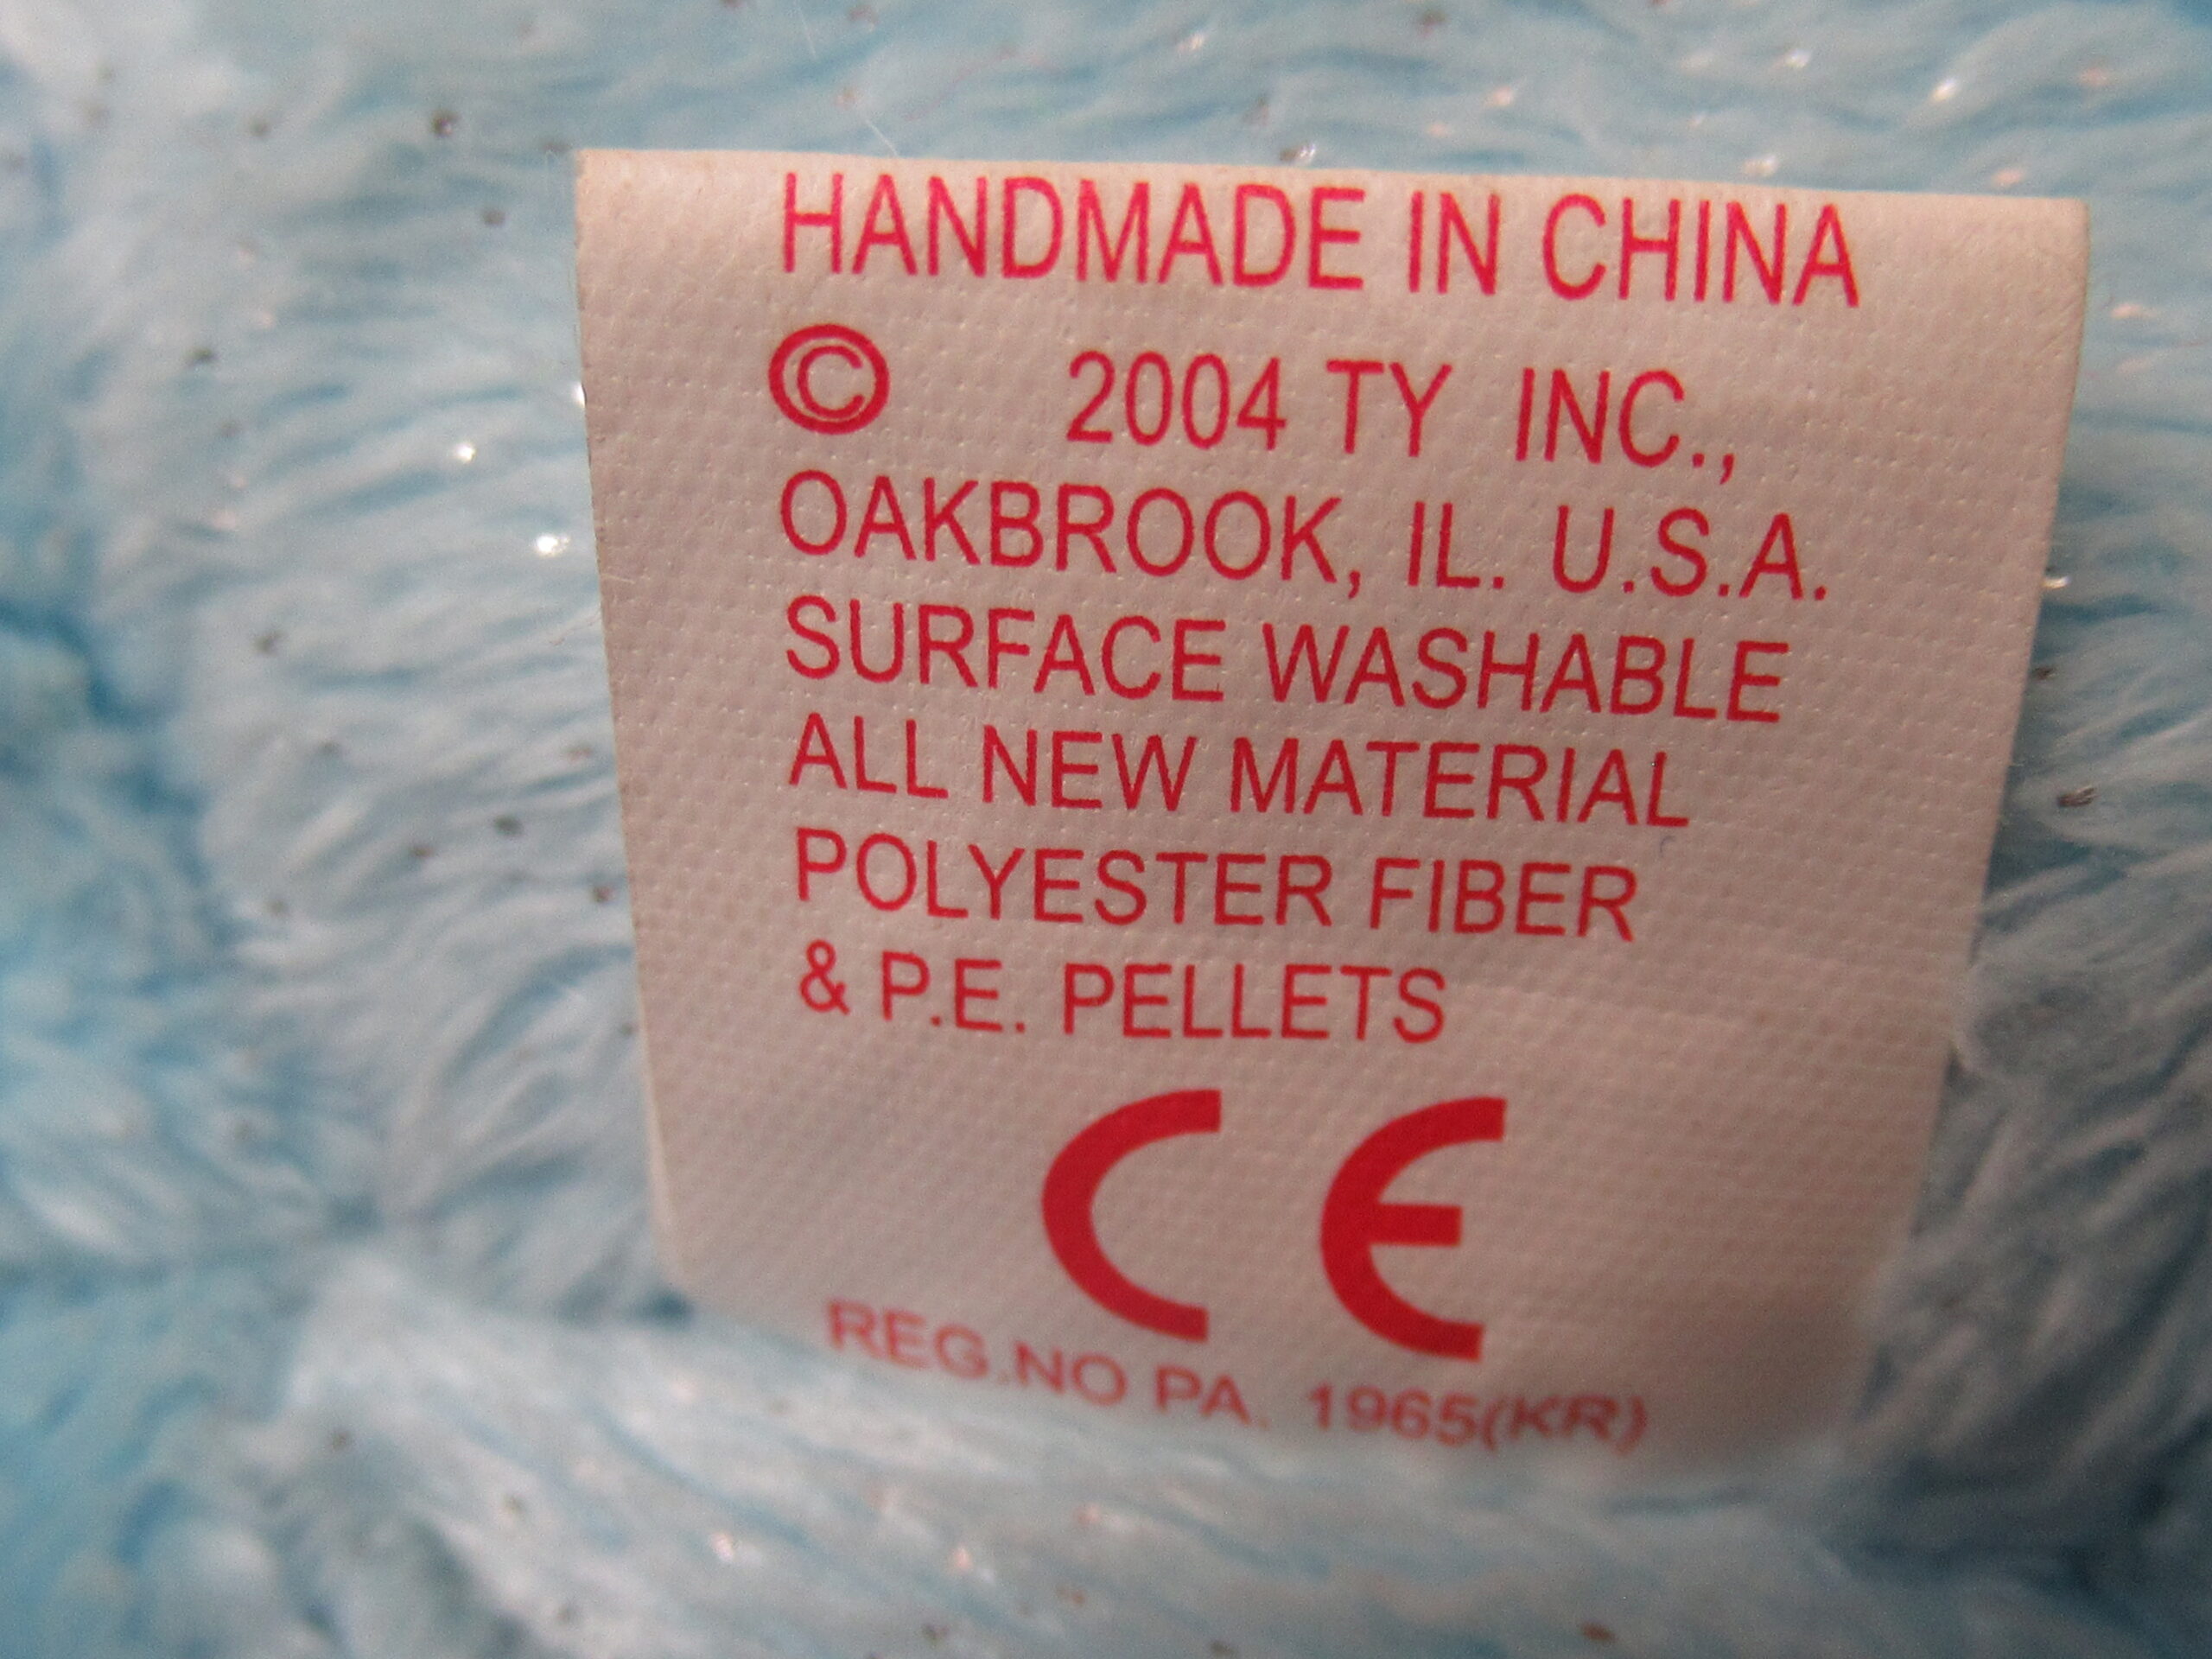 HANDMADE IN CHINA
© 2004 TY INC.,
OAKBROOK, IL. U.S.A.
SURFACE WASHABLE
ALL NEW MATERIAL
POLYESTER FIBER
& P.E. PELLETS
CE
REG.NO PA. 1965(KR)